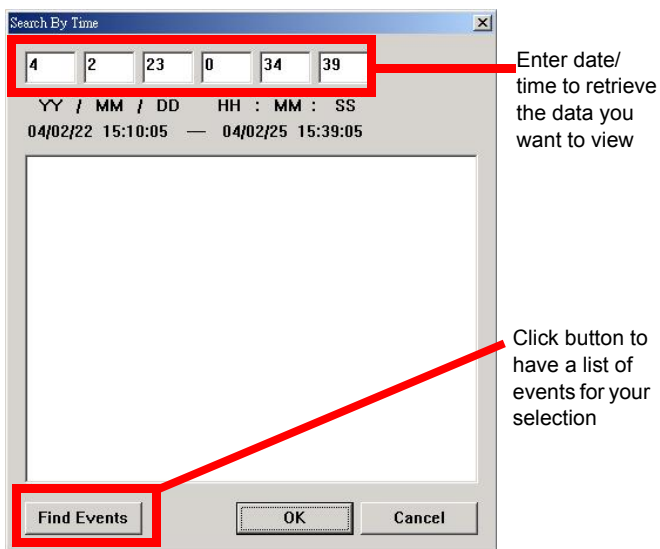 Search By Time
4 2 23 0 34 39
YY / MM / DD HH : MM : SS
04/02/22 15:10:05 — 04/02/25 15:39:05
Enter date/
time to retrieve
the data you
want to view
Click button to
have a list of
events for your
selection
Find Events OK Cancel